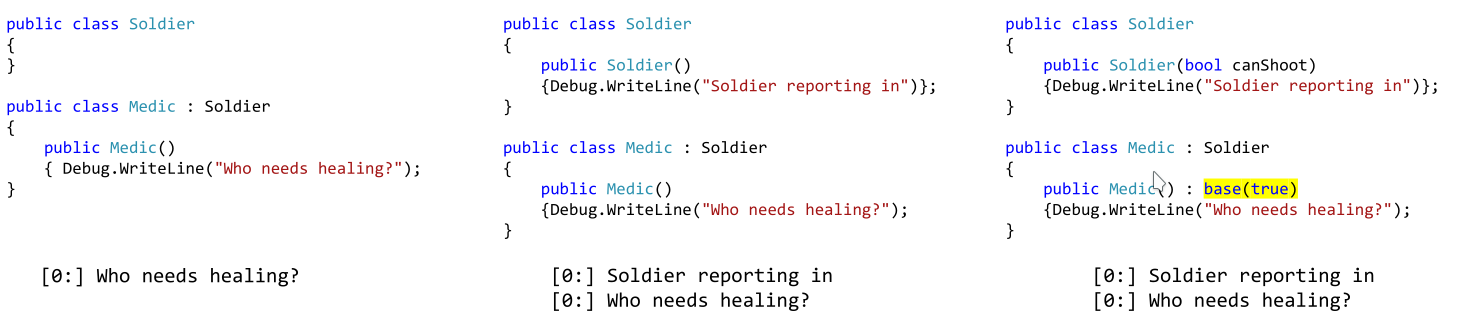 public class Soldier
{
}
public class Medic : Soldier
{
public Medic()
{ Debug.WriteLine("Who needs healing?");
}
[0:] Who needs healing?
public class Soldier
{
public Soldier()
{Debug.WriteLine("Soldier reporting in")};
}
public class Medic : Soldier
{
public Medic()
{Debug.WriteLine("Who needs healing?");
}
[0:] Soldier reporting in
[0:] Who needs healing?
public class Soldier
{
public Soldier(bool canShoot)
{Debug.WriteLine("Soldier reporting in")};
}
public class Medic : Soldier
{
public Medic() : base(true)
{Debug.WriteLine("Who needs healing?");
}
[0:] Soldier reporting in
[0:] Who needs healing?